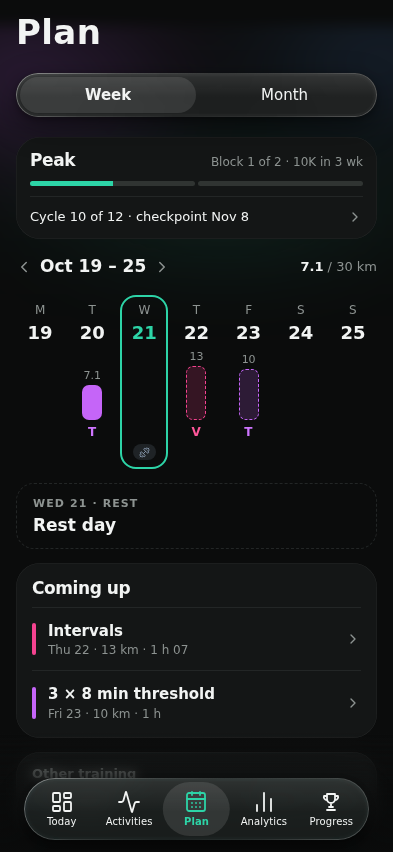 Plan
Week Month
Peak Block 1 of 2 · 10K in 3 wk
Cycle 10 of 12 · checkpoint Nov 8
Oct 19 – 25 7.1 / 30 km
M T W T F S S
19 20 21 22 23 24 25
13 10
7.1
T V T
WED 21 · REST
Rest day
Coming up
Intervals
Thu 22 · 13 km · 1 h 07
3 × 8 min threshold
Fri 23 · 10 km · 1 h
Other training
Today Activities Plan Analytics Progress